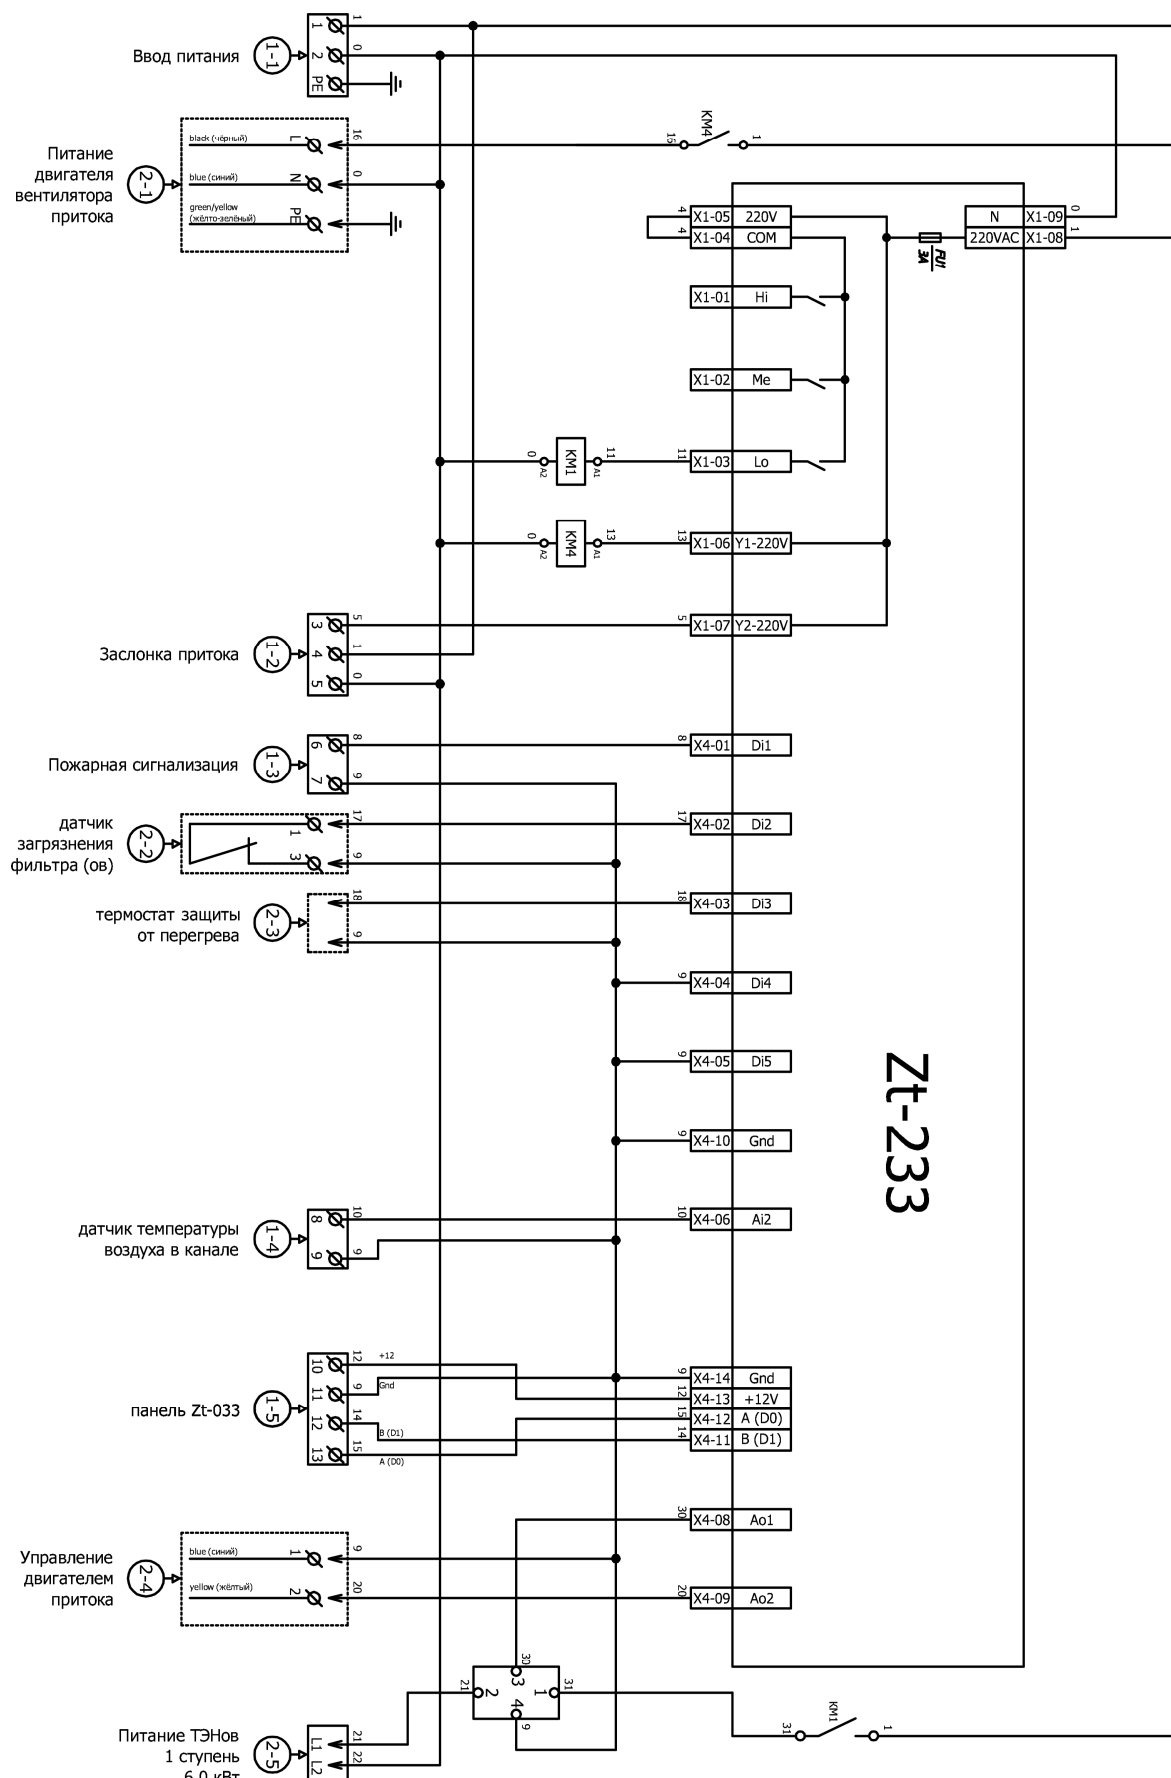 Ввод питания
1-1
1
2
PE
1
0
Питание
двигателя
вентилятора
притока
2-1
black (чёрный)
L
16
blue (синий)
N
0
green/yellow
(жёлто-зелёный)
PE
16
KM4
1
4
X1-05
220V
4
X1-04
COM
N
X1-09
0
220VAC
X1-08
1
FU1
3A
X1-01
Hi
X1-02
Me
0
A2
KM1
A1
11
11
X1-03
Lo
0
A2
KM4
A1
13
13
X1-06
Y1-220V
Заслонка притока
1-2
3
4
5
5
1
0
5
X1-07
Y2-220V
Пожарная сигнализация
1-3
6
7
8
9
8
X4-01
Di1
датчик
загрязнения
фильтра (ов)
2-2
1
3
17
9
17
X4-02
Di2
термостат защиты
от перегрева
2-3
18
9
18
X4-03
Di3
9
X4-04
Di4
9
X4-05
Di5
9
X4-10
Gnd
Zt-233
датчик температуры
воздуха в канале
1-4
8
9
10
9
10
X4-06
Ai2
панель Zt-033
1-5
10
11
12
13
12
+12
9
Gnd
14
B (D1)
15
A (D0)
9
X4-14
Gnd
12
X4-13
+12V
15
X4-12
A (D0)
14
X4-11
B (D1)
30
X4-08
Ao1
Управление
двигателем
притока
2-4
blue (синий)
1
9
yellow (жёлтый)
2
20
20
X4-09
Ao2
30
3
21
2
1
31
4
9
31
KM1
1
Питание ТЭНов
1 ступень
6,0 кВт
2-5
L1
L2
21
22